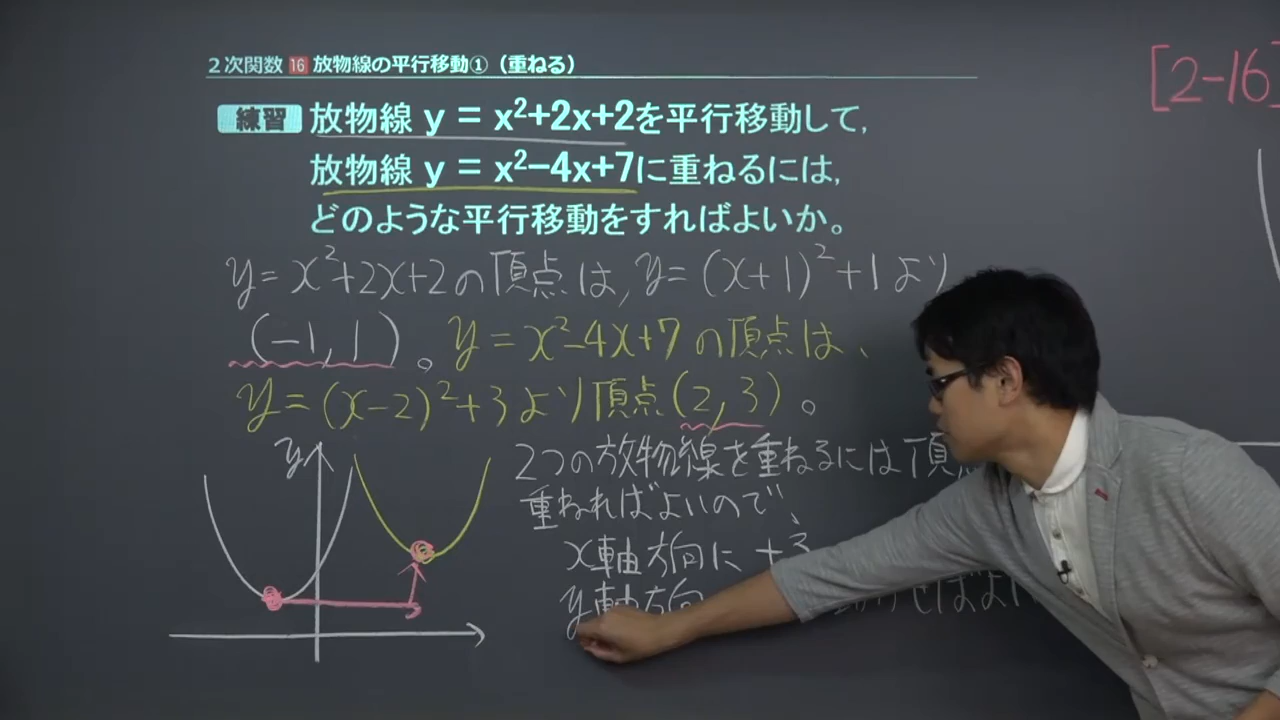 2次関数 16 放物線の平行移動①（重ねる）
[2-16]
練習 放物線 y = x²+2x+2を平行移動して,
放物線 y = x²−4x+7に重ねるには,
どのような平行移動をすればよいか。
y=x²+2x+2の頂点は, y=(x+1)²+1より
(-1, 1)。y=x²-4x+7の頂点は、
y=(x-2)²+3より頂点(2, 3)。
y
2つの放物線を重ねるには頂
重ねればよいので、
x軸方向に +3
y軸方向
せばよい